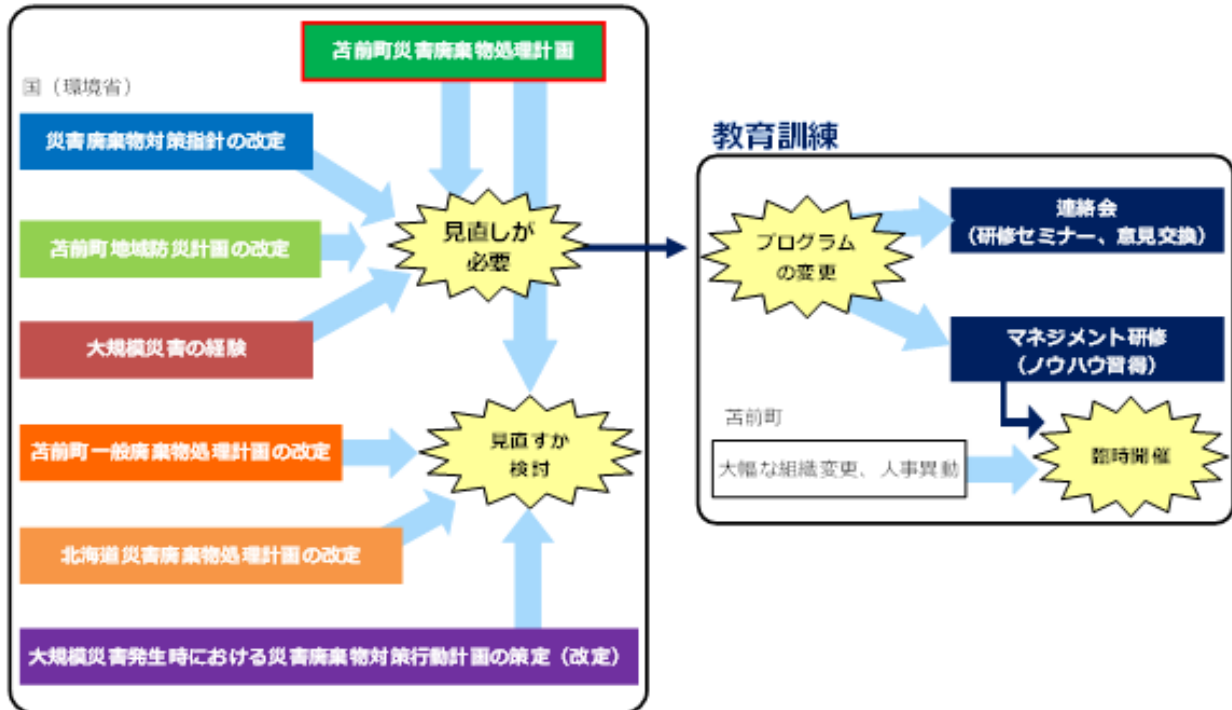 苫前町災害廃棄物処理計画
国（環境省）
災害廃棄物対策指針の改定
苫前町地域防災計画の改定
大規模災害の経験
見直しが
必要
苫前町一般廃棄物処理計画の改定
北海道災害廃棄物処理計画の改定
見直すか
検討
大規模災害発生時における災害廃棄物対策行動計画の策定（改定）
教育訓練
プログラム
の変更
連絡会
（研修セミナー、意見交換）
マネジメント研修
（ノウハウ習得）
苫前町
大幅な組織変更、人事異動
臨時開催